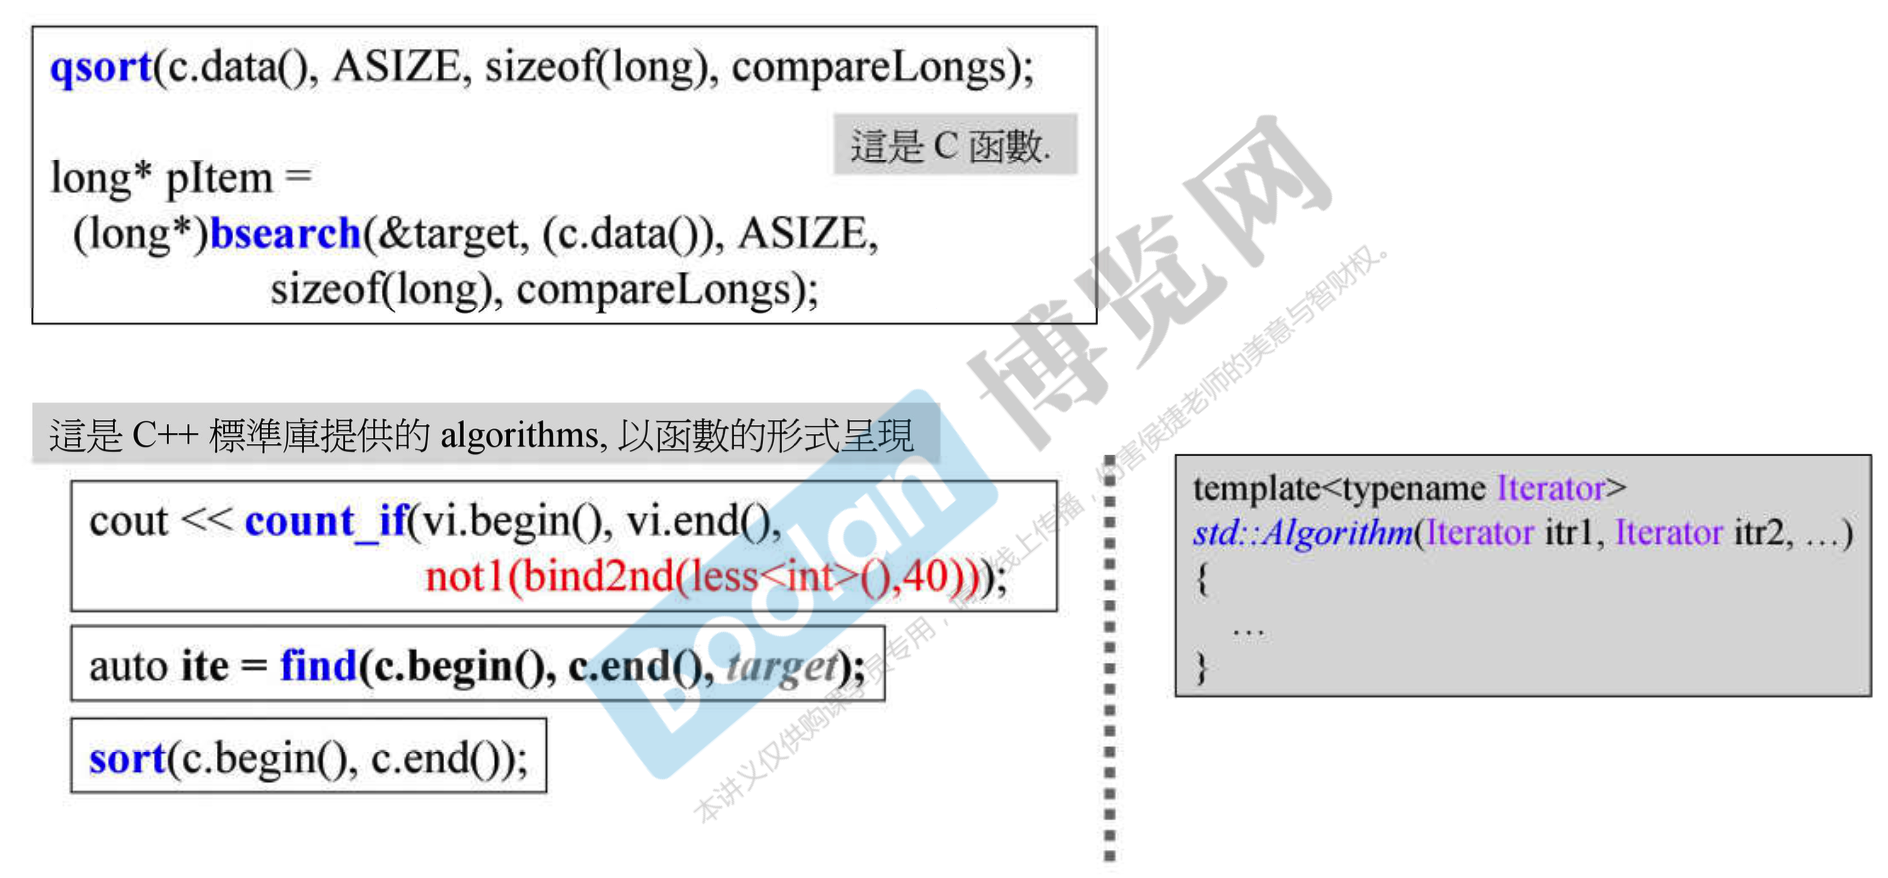 qsort(c.data(), ASIZE, sizeof(long), compareLongs);
這是 C 函數.
long* pItem =
(long*)bsearch(&target, (c.data()), ASIZE,
sizeof(long), compareLongs);
這是 C++ 標準庫提供的 algorithms, 以函數的形式呈現
cout << count_if(vi.begin(), vi.end(),
not1(bind2nd(less<int>(),40)));
auto ite = find(c.begin(), c.end(), target);
sort(c.begin(), c.end());
template<typename Iterator>
std::Algorithm(Iterator itr1, Iterator itr2, …)
{
…
}
Boolan 博览网
本讲义仅供购课学员专用，线上传播，伤害侯捷老师的美意与智财权。